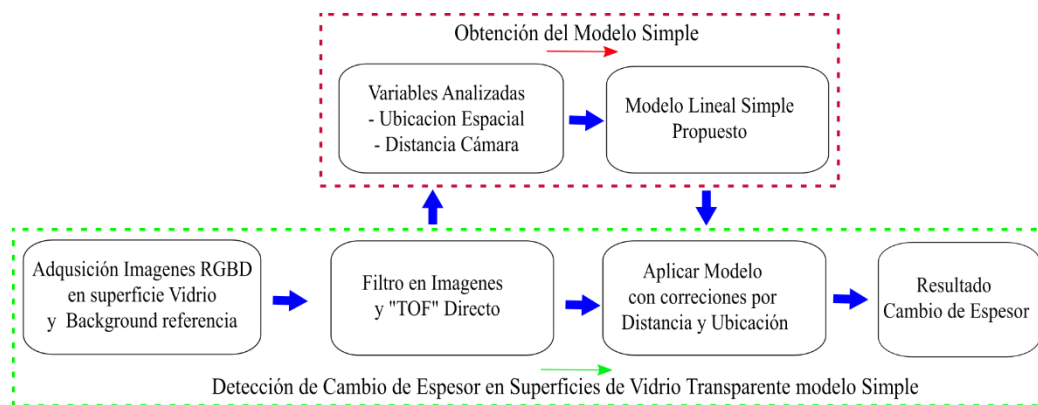 Obtención del Modelo Simple
Variables Analizadas
- Ubicacion Espacial
- Distancia Cámara
Modelo Lineal Simple
Propuesto
Adqusición Imagenes RGBD
en superficie Vidrio
y Background referencia
Filtro en Imagenes
y "TOF" Directo
Aplicar Modelo
con correciones por
Distancia y Ubicación
Resultado
Cambio de Espesor
Detección de Cambio de Espesor en Superficies de Vidrio Transparente modelo Simple